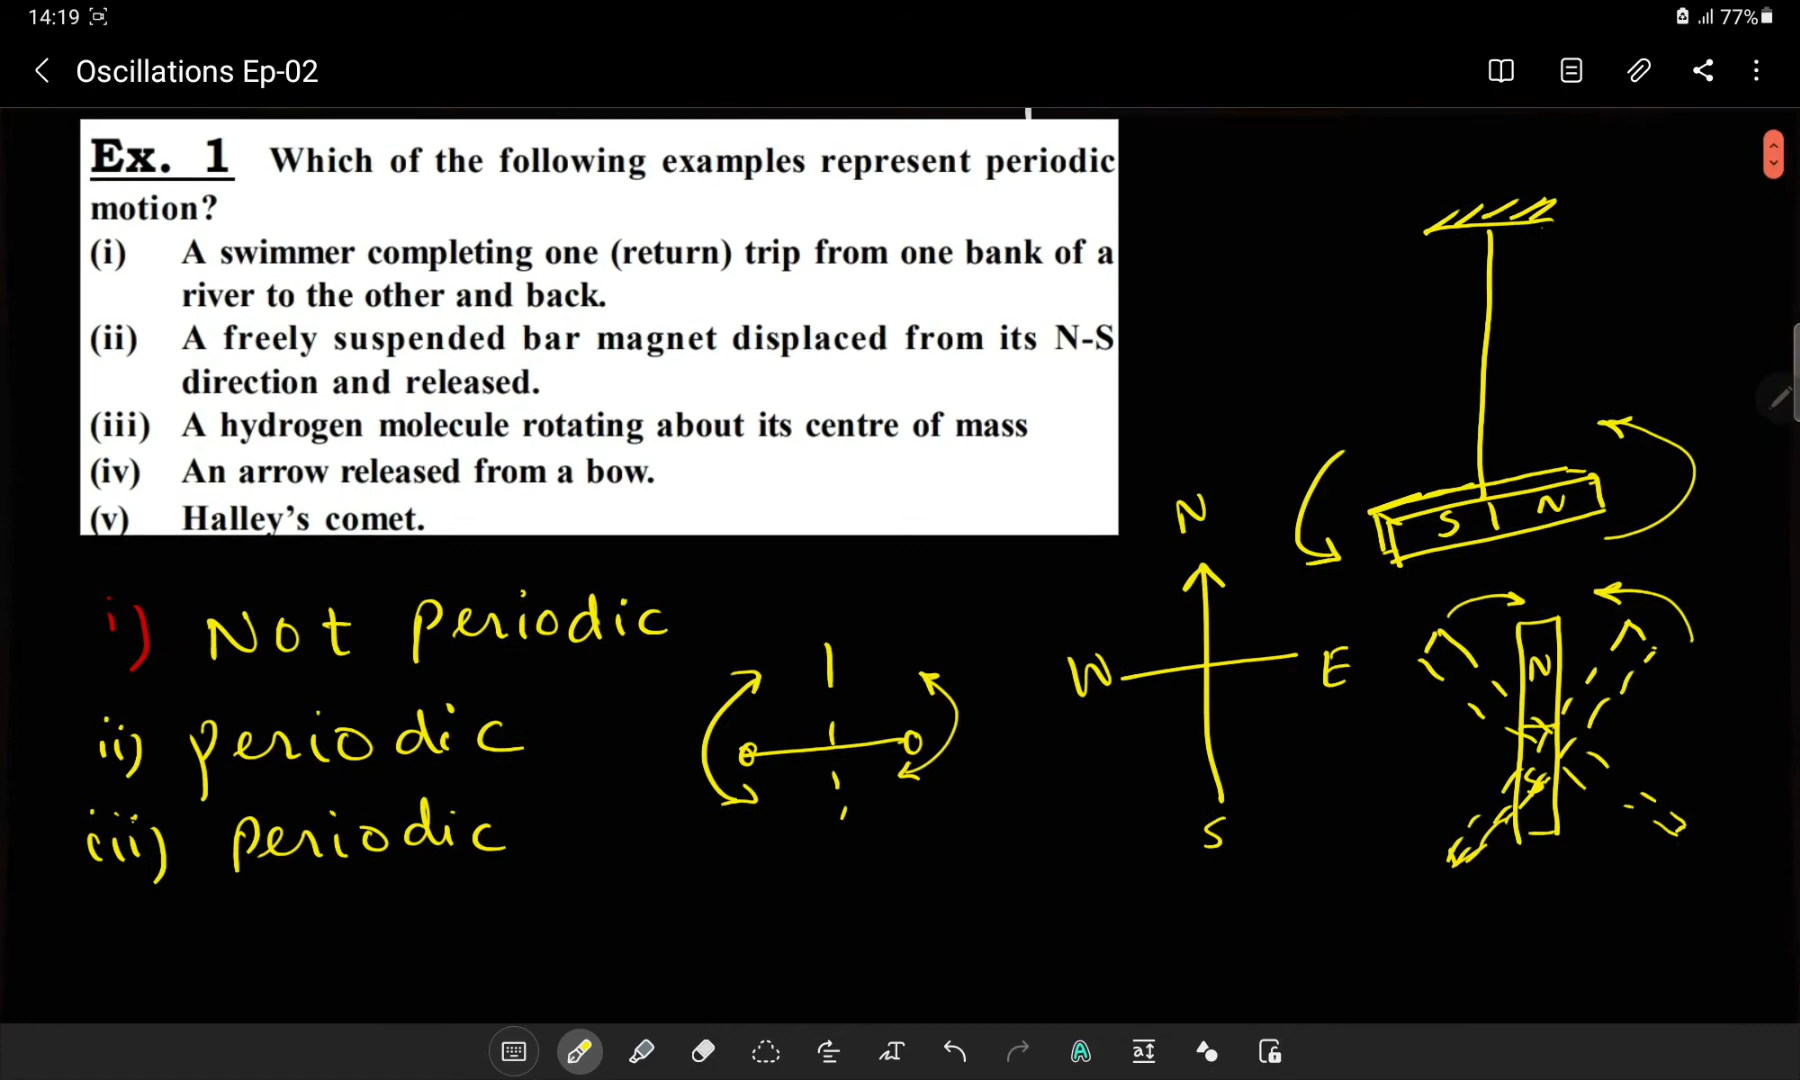 14:19
77%
Oscillations Ep-02
Ex. 1 Which of the following examples represent periodic
motion?
(i) A swimmer completing one (return) trip from one bank of a
river to the other and back.
(ii) A freely suspended bar magnet displaced from its N-S
direction and released.
(iii) A hydrogen molecule rotating about its centre of mass
(iv) An arrow released from a bow.
(v) Halley's comet.
S N
N
W E
S
N
S
i) Not periodic
ii) periodic
iii) periodic